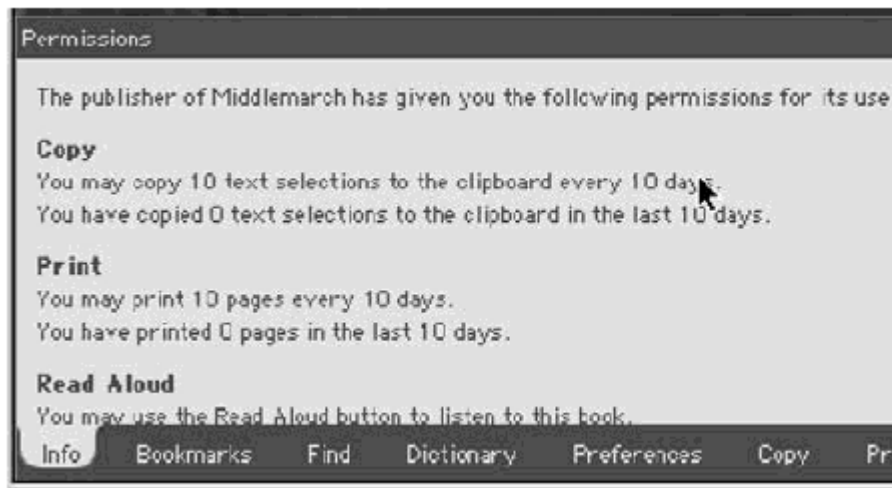 Permissions
The publisher of Middlemarch has given you the following permissions for its use
Copy
You may copy 10 text selections to the clipboard every 10 days.
You have copied 0 text selections to the clipboard in the last 10 days.
Print
You may print 10 pages every 10 days.
You have printed 0 pages in the last 10 days.
Read Aloud
You may use the Read Aloud button to listen to this book.
Info Bookmarks Find Dictionary Preferences Copy Pr